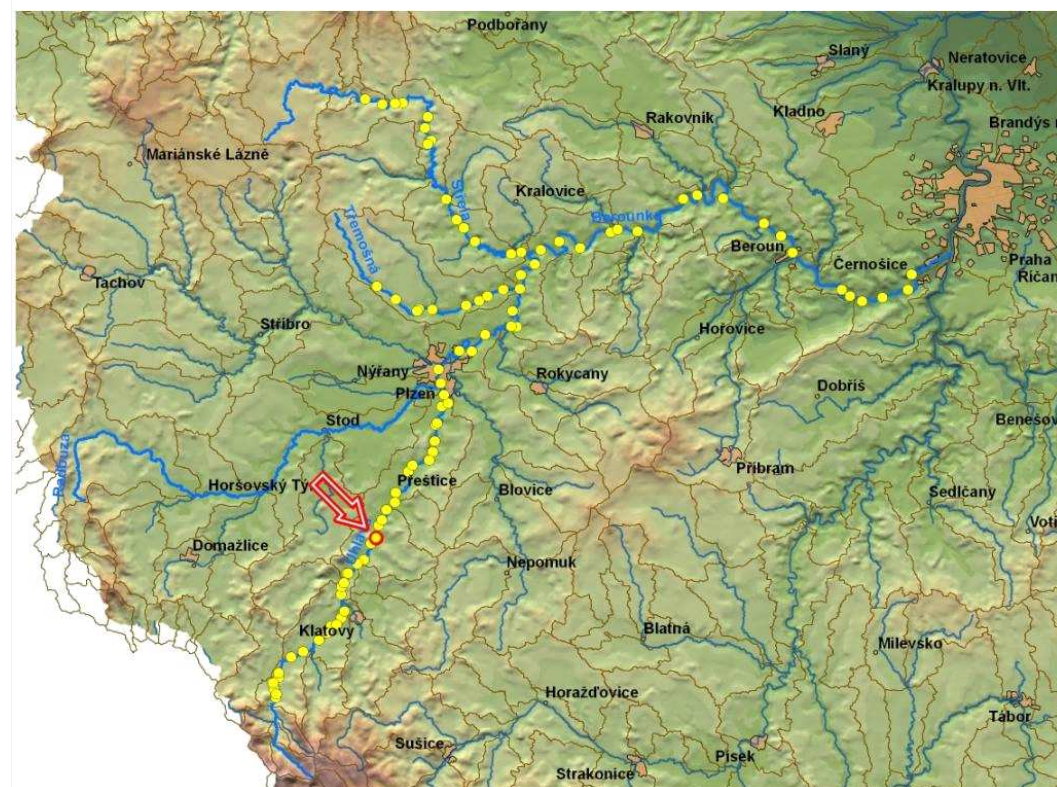 Podbořany
Slaný
Neratovice
Kralupy n. Vlt.
Kladno
Rakovník
Brandýs n
Mariánské Lázně
Kralovice
Střela
Berounka
Třemošná
Beroun
Černošice
Praha
Říčan
Tachov
Stříbro
Hořovice
Nýřany
Rokycany
Dobříš
Plzeň
Stod
Benešov
Radbuza
Příbram
Horšovský Tý
Přeštice
Blovice
Sedlčany
Voti
Domažlice
Nepomuk
Klatovy
Blatná
Milevsko
Horažďovice
Tábor
Sušice
Písek
Strakonice